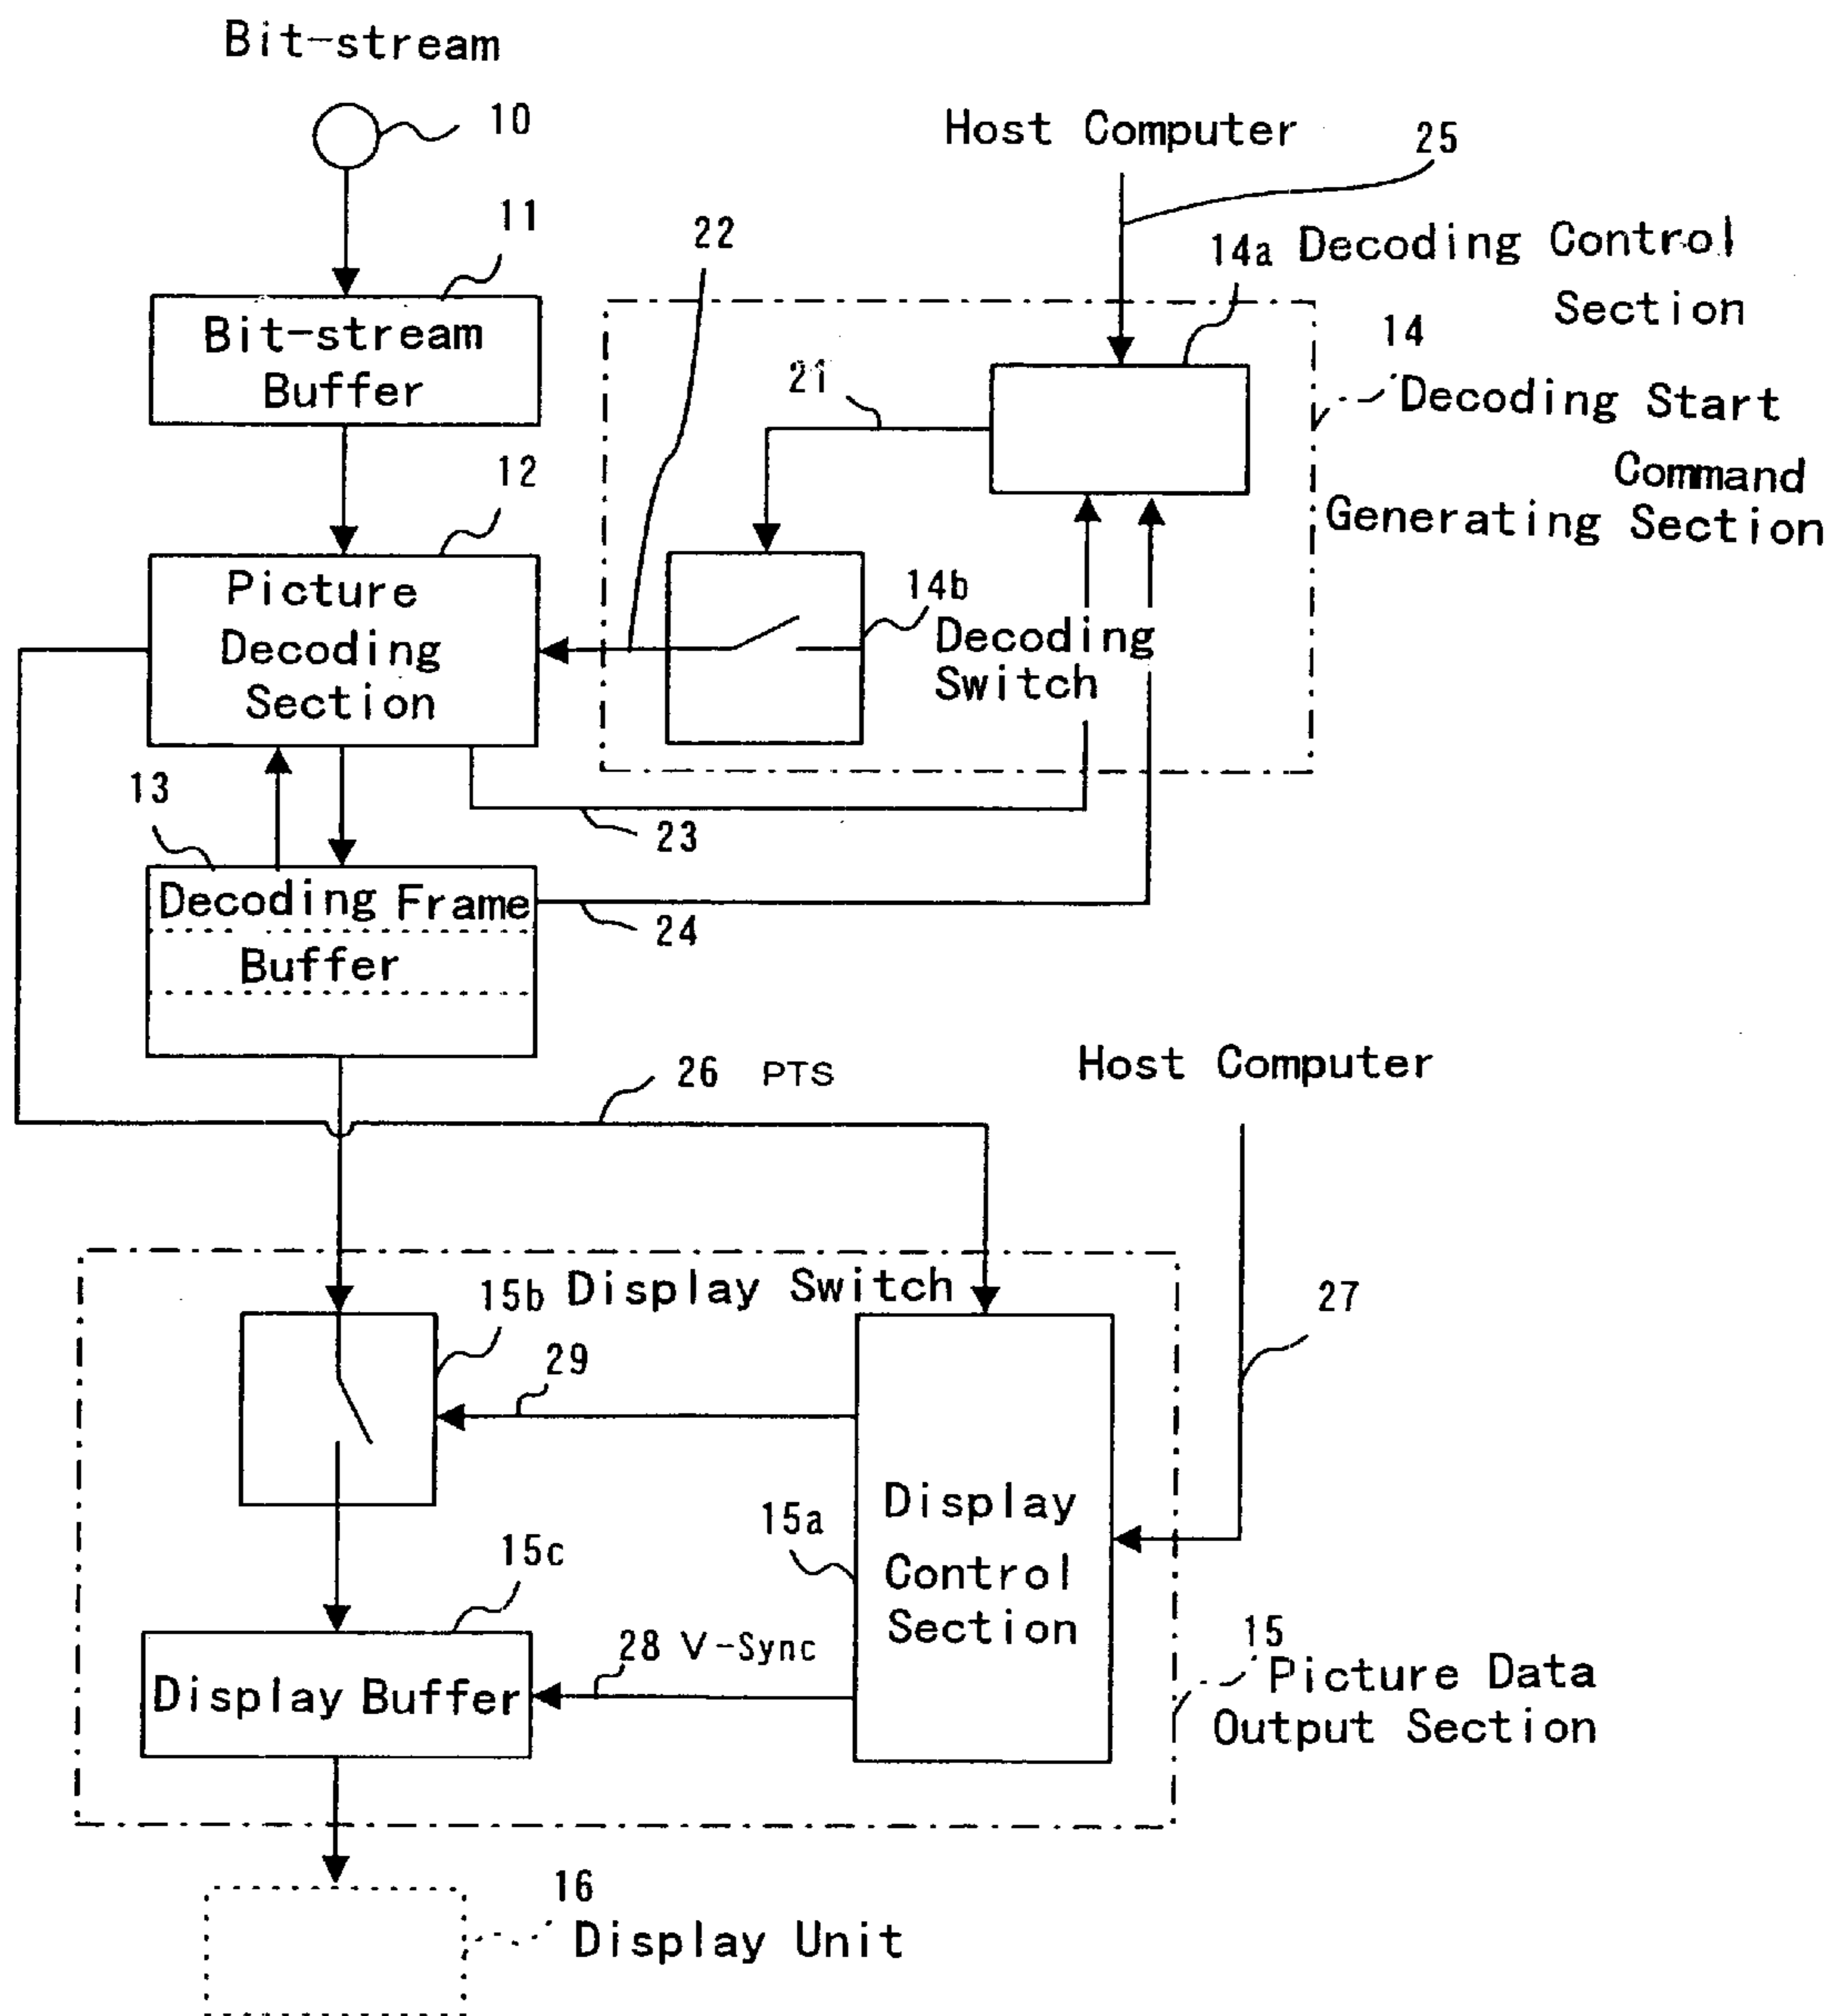 Bit-stream
10
Host Computer
25
11
22
14a Decoding Control
Section
Bit-stream
Buffer
14
21
Decoding Start
Command
Generating Section
12
Picture
Decoding
Section
14b
Decoding
Switch
13
23
Decoding Frame
Buffer
24
26 PTS
Host Computer
15b Display Switch
27
29
15a
Display
Control
Section
15c
28 V-Sync
15
Display Buffer
Picture Data
Output Section
16
Display Unit